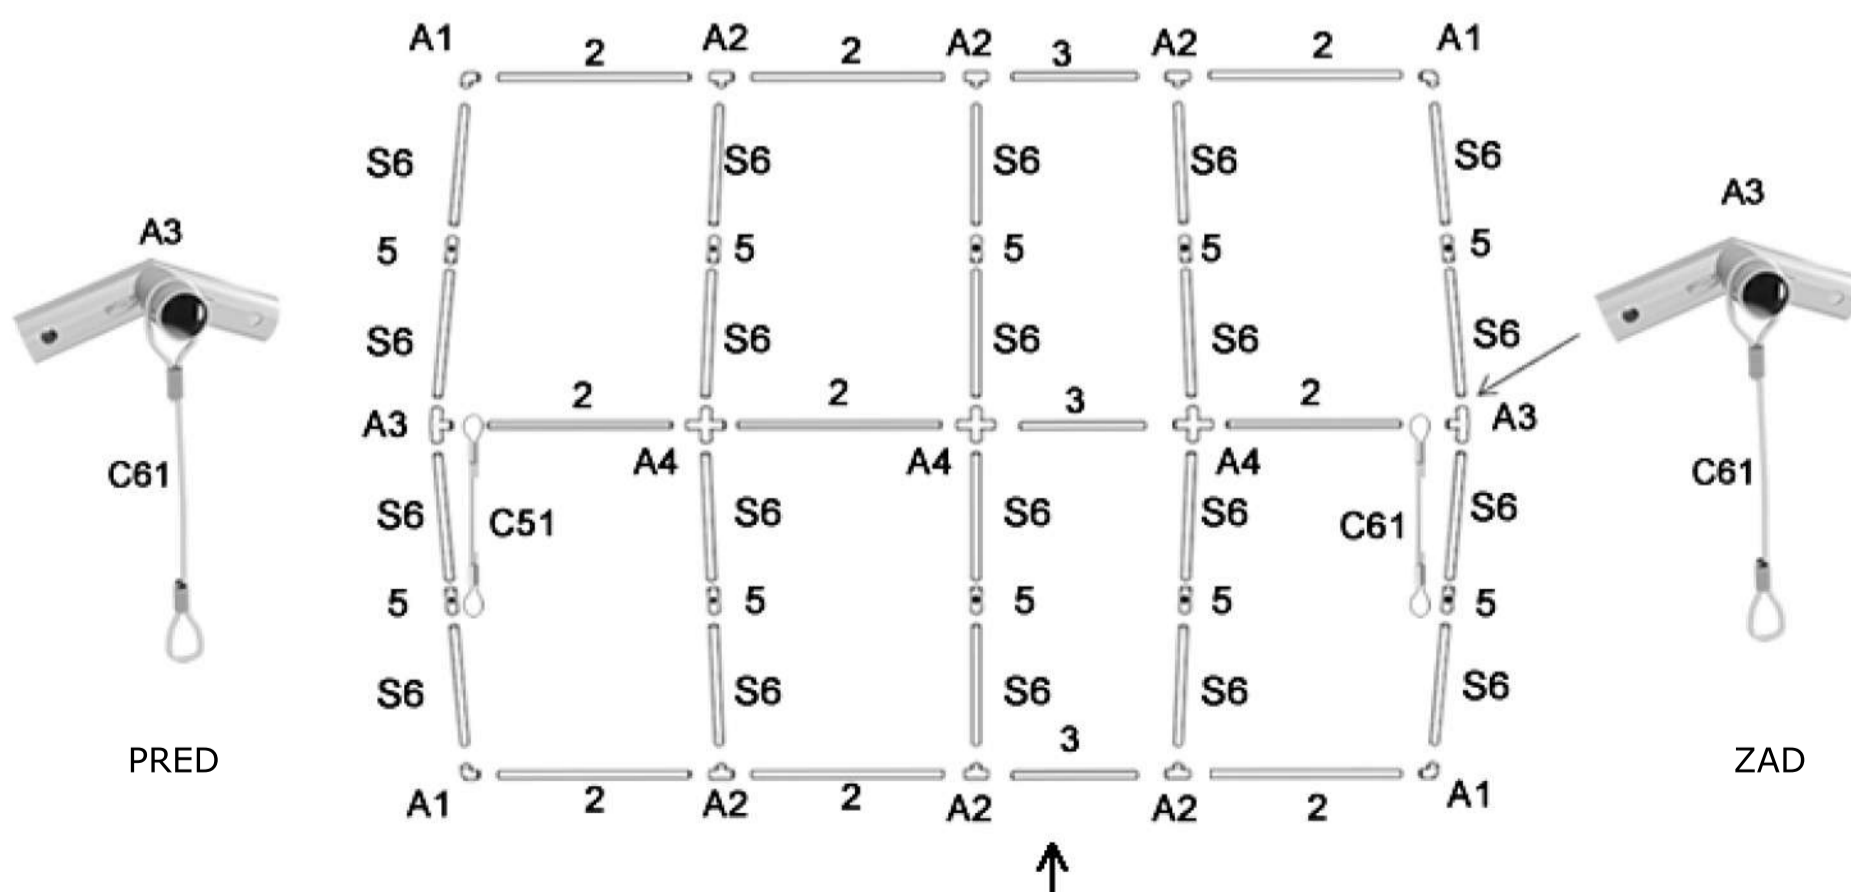 A1 2 A2 2 A2 3 A2 2 A1
S6 S6 S6 S6 S6
A3 A3
5 5 5 5 5
S6 S6 S6 S6 S6
2 2 3 2
A3 A3
A4 A4 A4
C61 C61
S6 S6 S6 S6 S6
C51 C61
5 5 5 5 5
S6 S6 S6 S6 S6
PRED 3 ZAD
A1 2 A2 2 A2 A2 2 A1